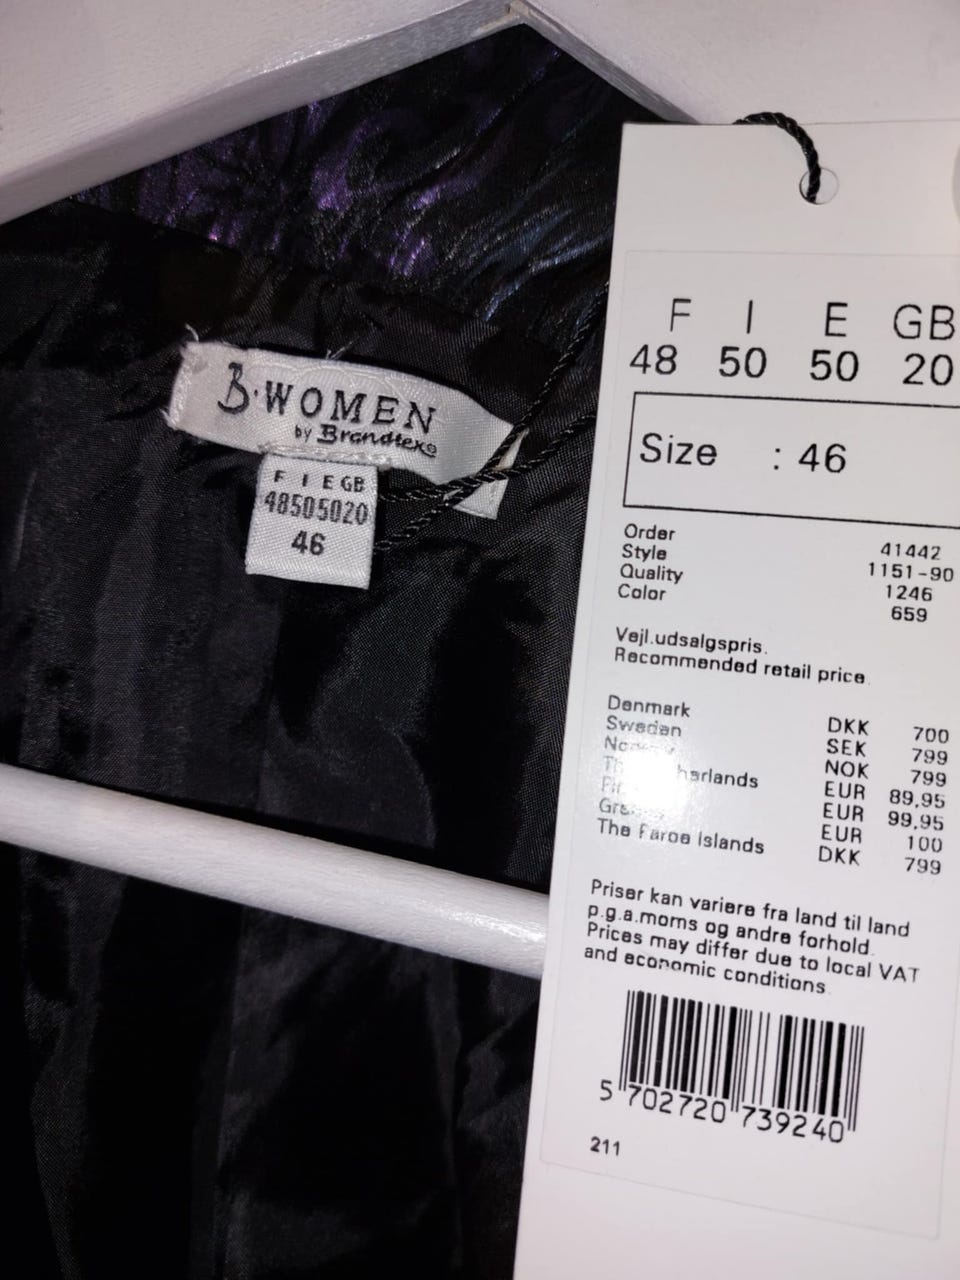 B·WOMEN
by Brandtex®
F I E GB
48505020
46
F I E GB
48 50 50 20
Size : 46
Order 41442
Style 1151-90
Quality 1246
Color 659
Vejl.udsalgspris.
Recommended retail price.
Denmark DKK 700
Sweden SEK 799
NOK 799
EUR 89,95
EUR 99,95
EUR 100
The Faroe Islands DKK 799
Priser kan variere fra land til land
p.g.a.moms og andre forhold.
Prices may differ due to local VAT
and economic conditions.
5 702720 739240
211